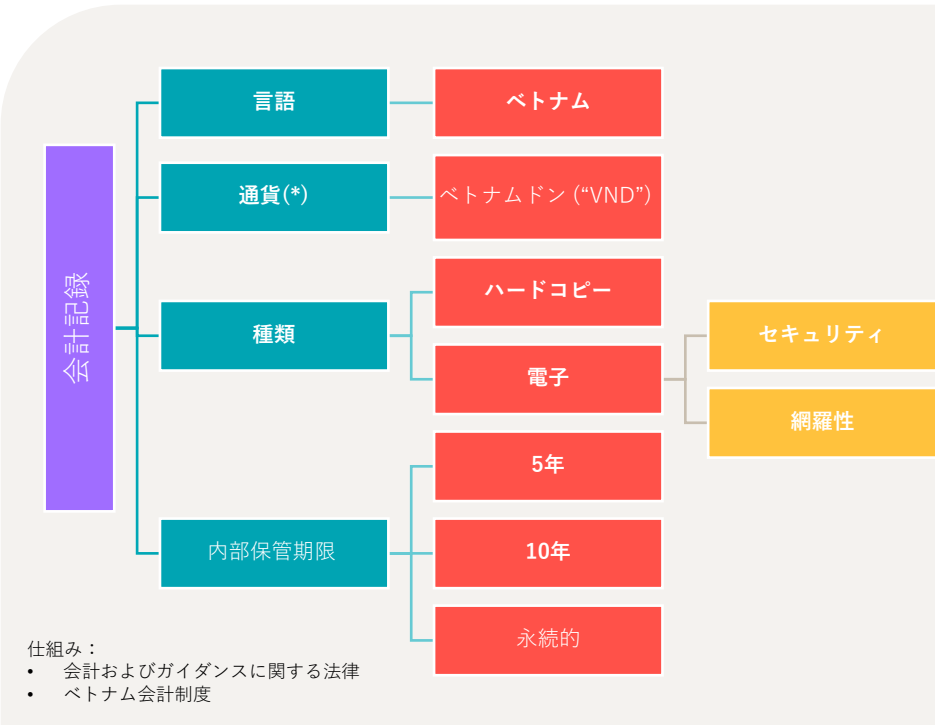 会計記録
言語
ベトナム
通貨(*)
ベトナムドン (“VND”)
種類
ハードコピー
電子
セキュリティ
網羅性
内部保管期限
5年
10年
永続的
仕組み：
• 会計およびガイダンスに関する法律
• ベトナム会計制度